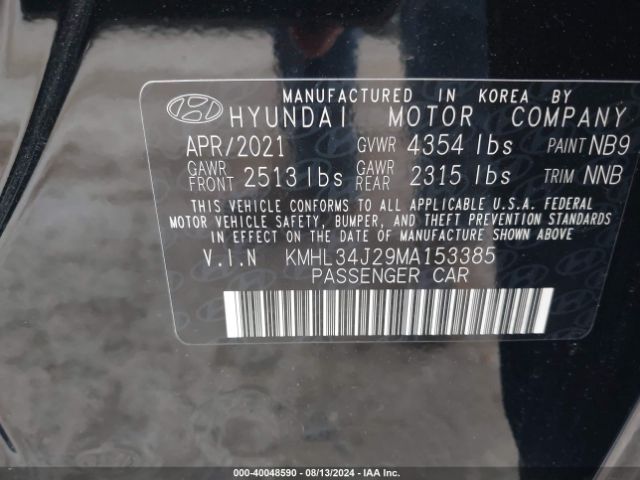 MANUFACTURED IN KOREA BY
HYUNDAI MOTOR COMPANY
APR/2021 GVWR 4354 lbs PAINT NB9
GAWR FRONT 2513 lbs GAWR REAR 2315 lbs TRIM NNB
THIS VEHICLE CONFORMS TO ALL APPLICABLE U.S.A. FEDERAL
MOTOR VEHICLE SAFETY, BUMPER, AND THEFT PREVENTION STANDARDS
IN EFFECT ON THE DATE OF MANUFACTURE SHOWN ABOVE.
V.I.N KMHL34J29MA153385
PASSENGER CAR
000-40048590 - 08/13/2024 - IAA Inc.